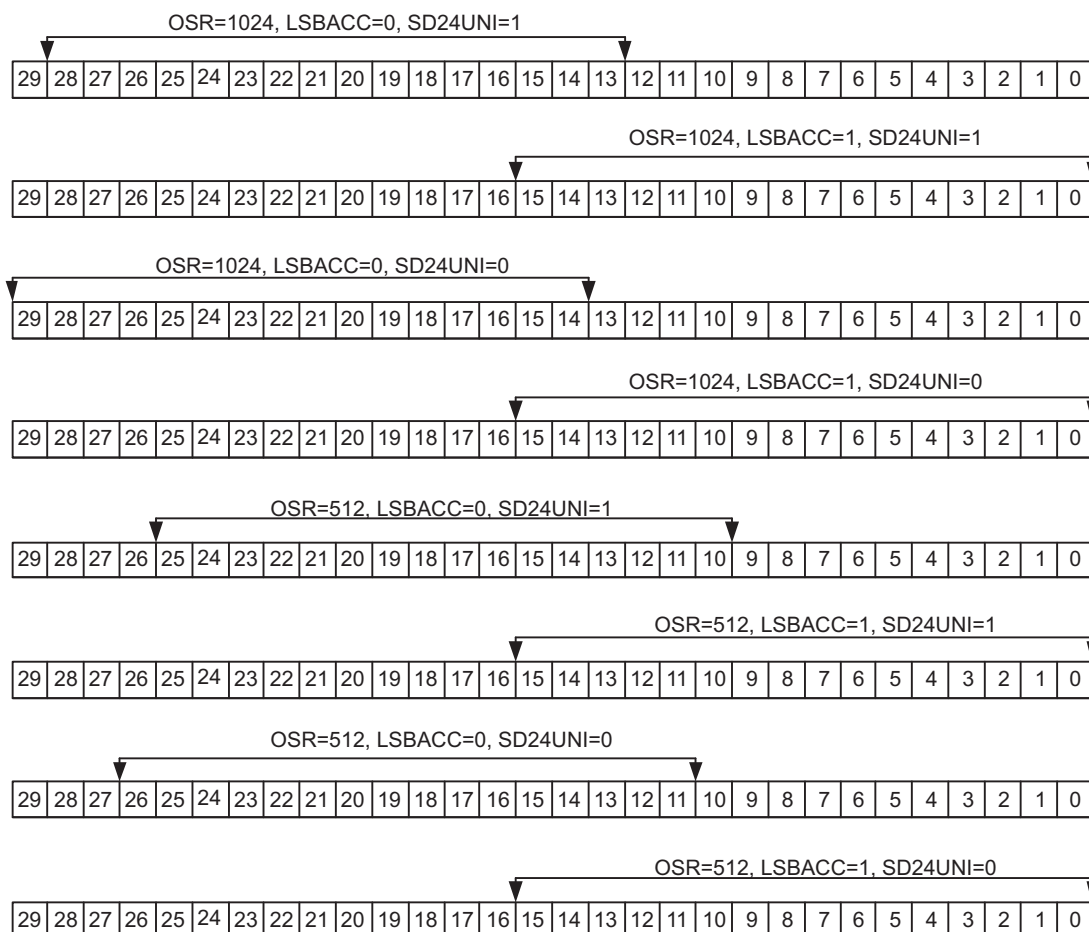 OSR=1024, LSBACC=0, SD24UNI=1
29 28 27 26 25 24 23 22 21 20 19 18 17 16 15 14 13 12 11 10 9 8 7 6 5 4 3 2 1 0
OSR=1024, LSBACC=1, SD24UNI=1
29 28 27 26 25 24 23 22 21 20 19 18 17 16 15 14 13 12 11 10 9 8 7 6 5 4 3 2 1 0
OSR=1024, LSBACC=0, SD24UNI=0
29 28 27 26 25 24 23 22 21 20 19 18 17 16 15 14 13 12 11 10 9 8 7 6 5 4 3 2 1 0
OSR=1024, LSBACC=1, SD24UNI=0
29 28 27 26 25 24 23 22 21 20 19 18 17 16 15 14 13 12 11 10 9 8 7 6 5 4 3 2 1 0
OSR=512, LSBACC=0, SD24UNI=1
29 28 27 26 25 24 23 22 21 20 19 18 17 16 15 14 13 12 11 10 9 8 7 6 5 4 3 2 1 0
OSR=512, LSBACC=1, SD24UNI=1
29 28 27 26 25 24 23 22 21 20 19 18 17 16 15 14 13 12 11 10 9 8 7 6 5 4 3 2 1 0
OSR=512, LSBACC=0, SD24UNI=0
29 28 27 26 25 24 23 22 21 20 19 18 17 16 15 14 13 12 11 10 9 8 7 6 5 4 3 2 1 0
OSR=512, LSBACC=1, SD24UNI=0
29 28 27 26 25 24 23 22 21 20 19 18 17 16 15 14 13 12 11 10 9 8 7 6 5 4 3 2 1 0